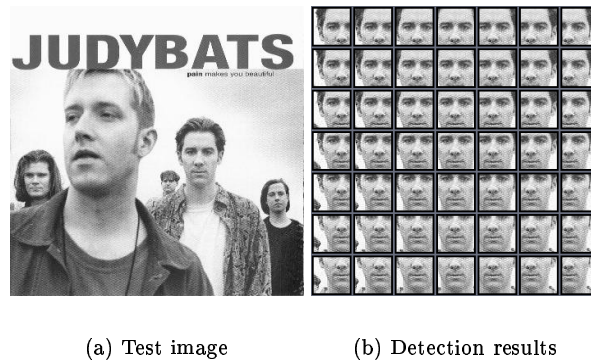 JUDYBATS
pain makes you beautiful
(a) Test image
(b) Detection results